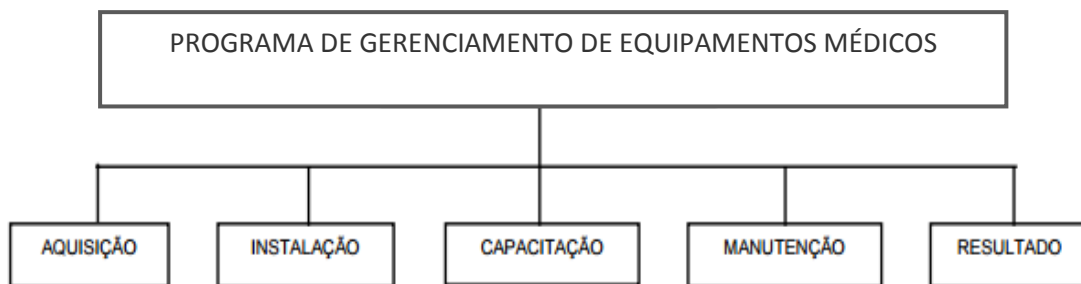 PROGRAMA DE GERENCIAMENTO DE EQUIPAMENTOS MÉDICOS
AQUISIÇÃO
INSTALAÇÃO
CAPACITAÇÃO
MANUTENÇÃO
RESULTADO